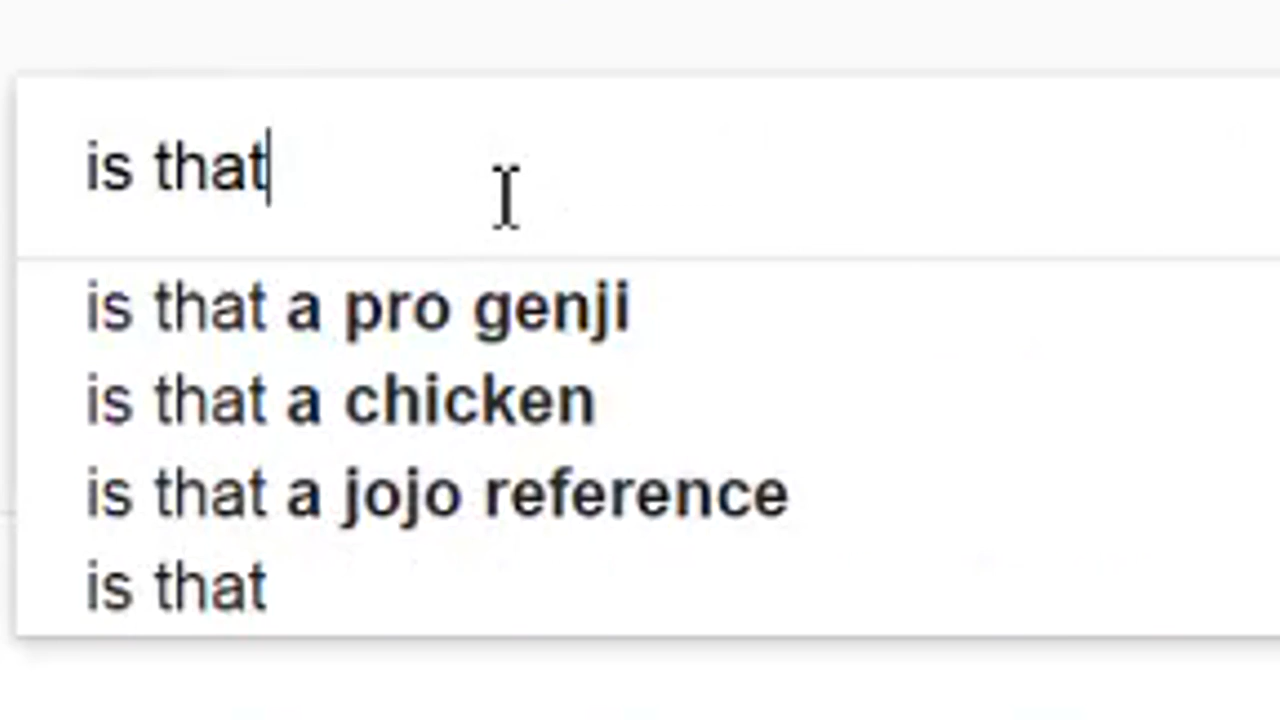 is that
is that a pro genji
is that a chicken
is that a jojo reference
is that